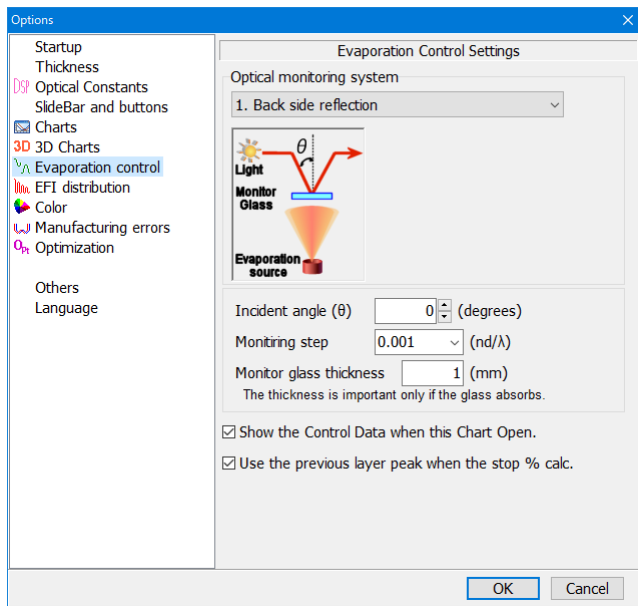 Options
Startup
Thickness
DSP Optical Constants
SlideBar and buttons
Charts
3D 3D Charts
Evaporation control
EFI distribution
Color
Manufacturing errors
OPt Optimization
Others
Language
Evaporation Control Settings
Optical monitoring system
1. Back side reflection
θ
Light
Monitor
Glass
Evaporation
source
Incident angle (θ) 0 (degrees)
Monitiring step 0.001 (nd/λ)
Monitor glass thickness 1 (mm)
The thickness is important only if the glass absorbs.
Show the Control Data when this Chart Open.
Use the previous layer peak when the stop % calc.
OK Cancel